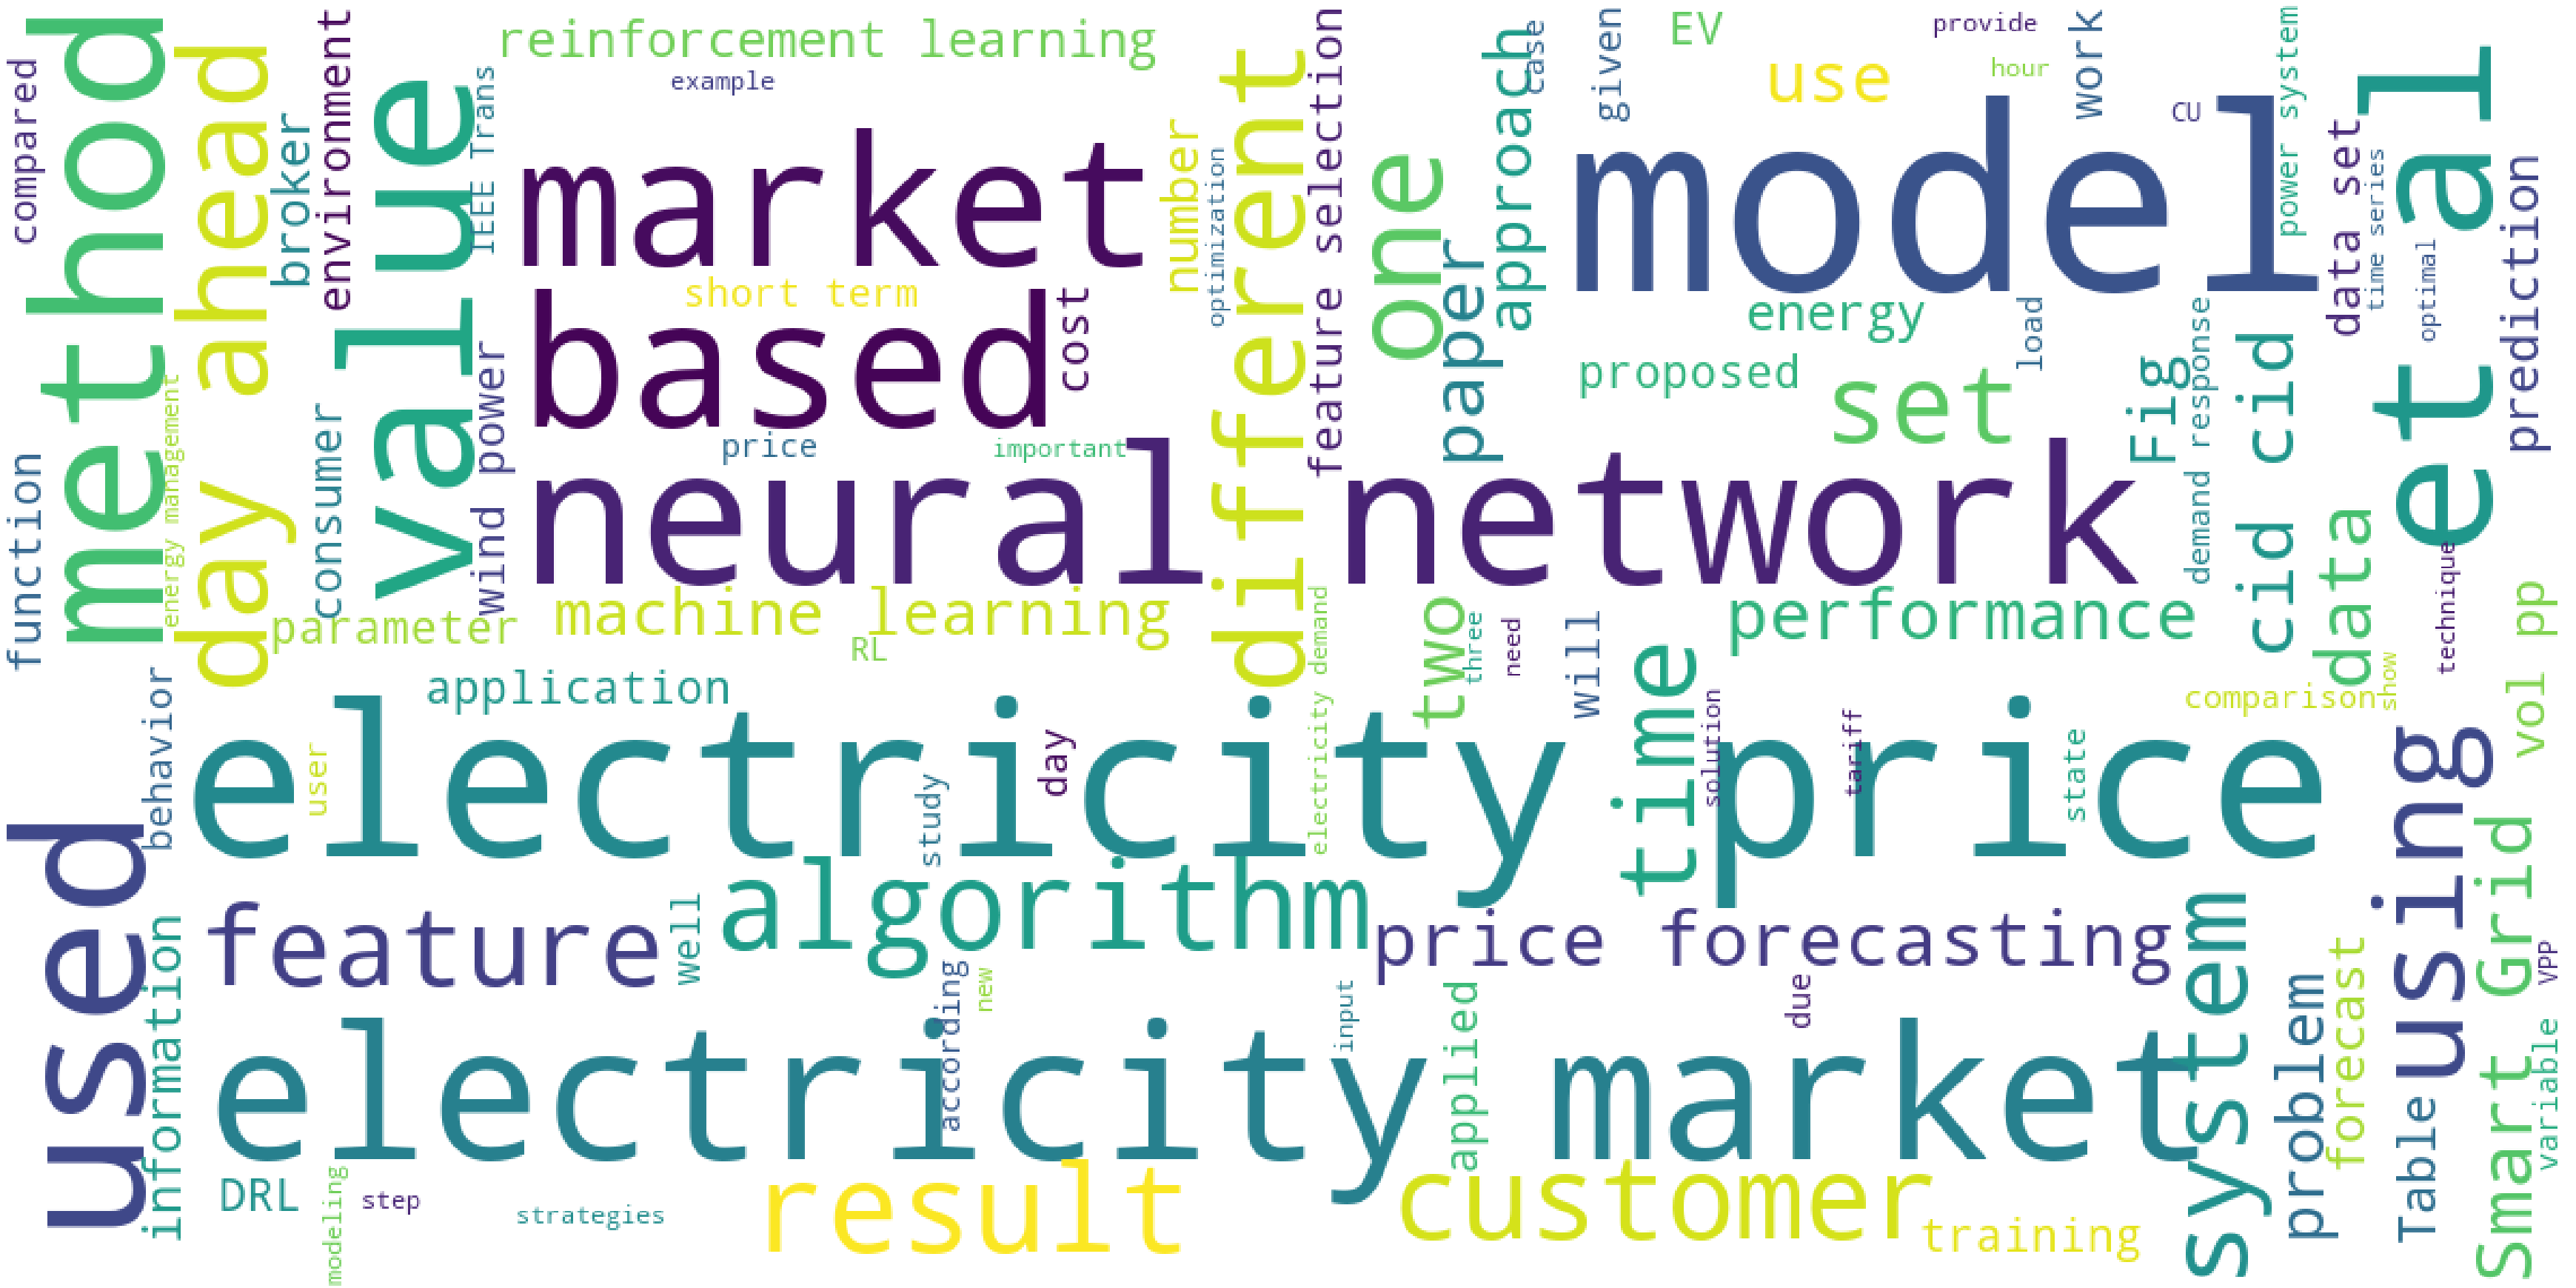 method
compared
function
used
day ahead
value
broker
environment
IEEE Trans
consumer
wind power
energy management
parameter
behavior
information
reinforcement learning
example
market
short term
based
cost
price
important
neural network
machine learning
RL
application
number
optimization
different
feature selection
electricity demand
one
paper
approach
case
given
EV
use
provide
hour
work
CU
model
power system
data set
time series
optimal
et al
prediction
energy
load
proposed
set
Fig
demand response
cid cid
data
technique
performance
two
three
need
will
time
solution
tariff
state
comparison
show
vol pp
electricity price
user
day
study
feature
well
algorithm
price forecasting
according
new
input
applied
due
system
problem
forecast
Table
using
Smart Grid
VPP
variable
electricity market
DRL
modeling
step
strategies
result
customer
training